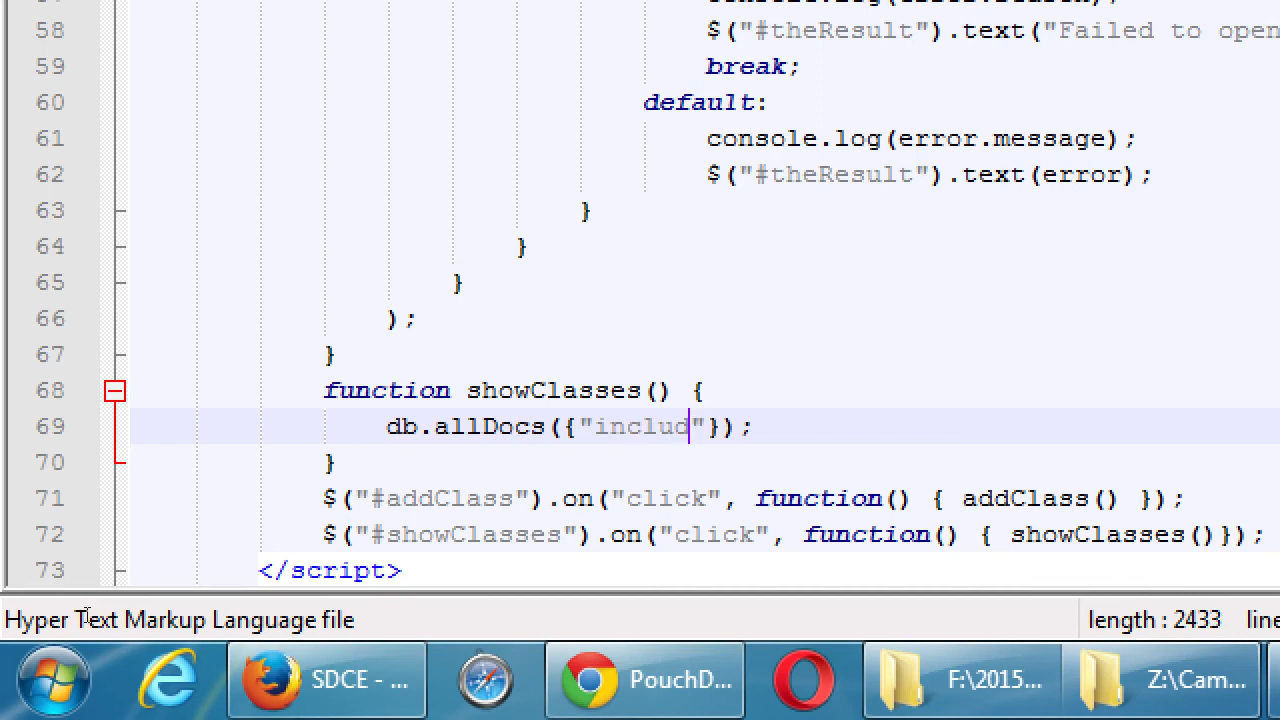 58 $("#theResult").text("Failed to open
59 break;
60 default:
61 console.log(error.message);
62 $("#theResult").text(error);
63 }
64 }
65 }
66 );
67 }
68 function showClasses() {
69 db.allDocs({"includ"});
70 }
71 $("#addClass").on("click", function() { addClass() });
72 $("#showClasses").on("click", function() { showClasses()});
73 </script>
Hyper Text Markup Language file length : 2433 line
SDCE - ... PouchD... F:\2015... Z:\Cam...